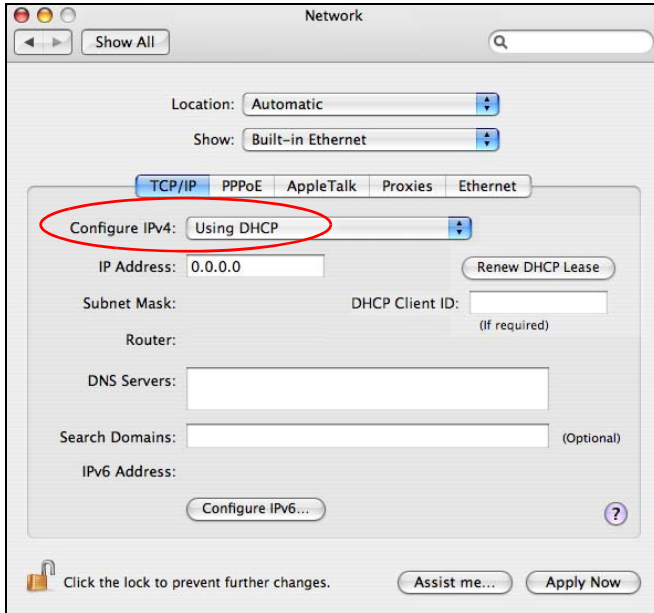 Network
Show All
Location: Automatic
Show: Built-in Ethernet
TCP/IP PPPoE AppleTalk Proxies Ethernet
Configure IPv4: Using DHCP
IP Address: 0.0.0.0 Renew DHCP Lease
Subnet Mask: DHCP Client ID:
(If required)
Router:
DNS Servers:
Search Domains: (Optional)
IPv6 Address:
Configure IPv6... ?
Click the lock to prevent further changes. Assist me... Apply Now